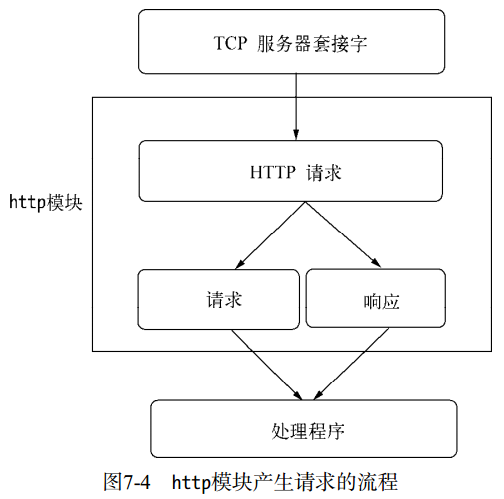 TCP 服务器套接字
HTTP 请求
http模块
请求
响应
处理程序
图7-4 http模块产生请求的流程